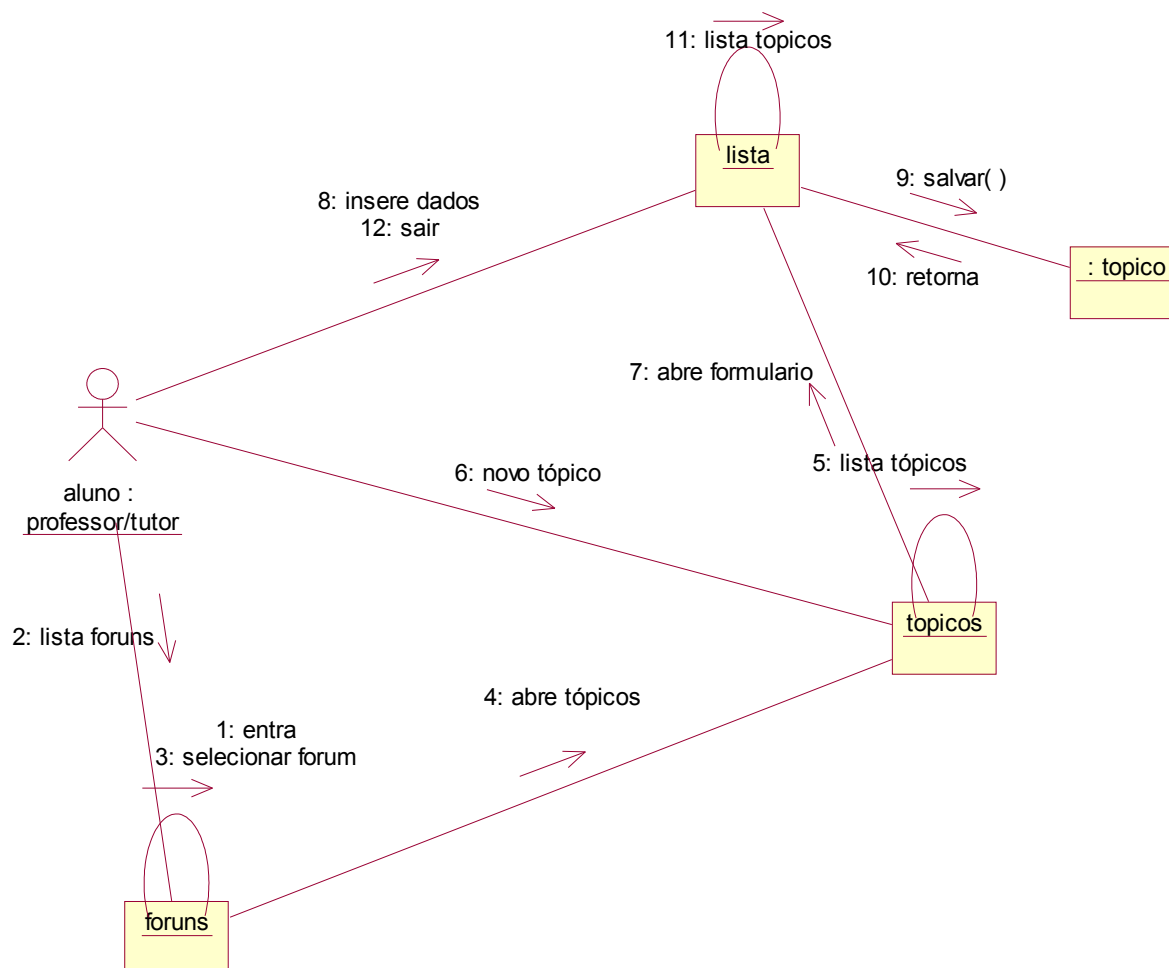 11: lista topicos
lista
9: salvar( )
8: insere dados
12: sair
: topico
10: retorna
7: abre formulario
6: novo tópico
5: lista tópicos
aluno :
professor/tutor
topicos
2: lista foruns
4: abre tópicos
1: entra
3: selecionar forum
foruns